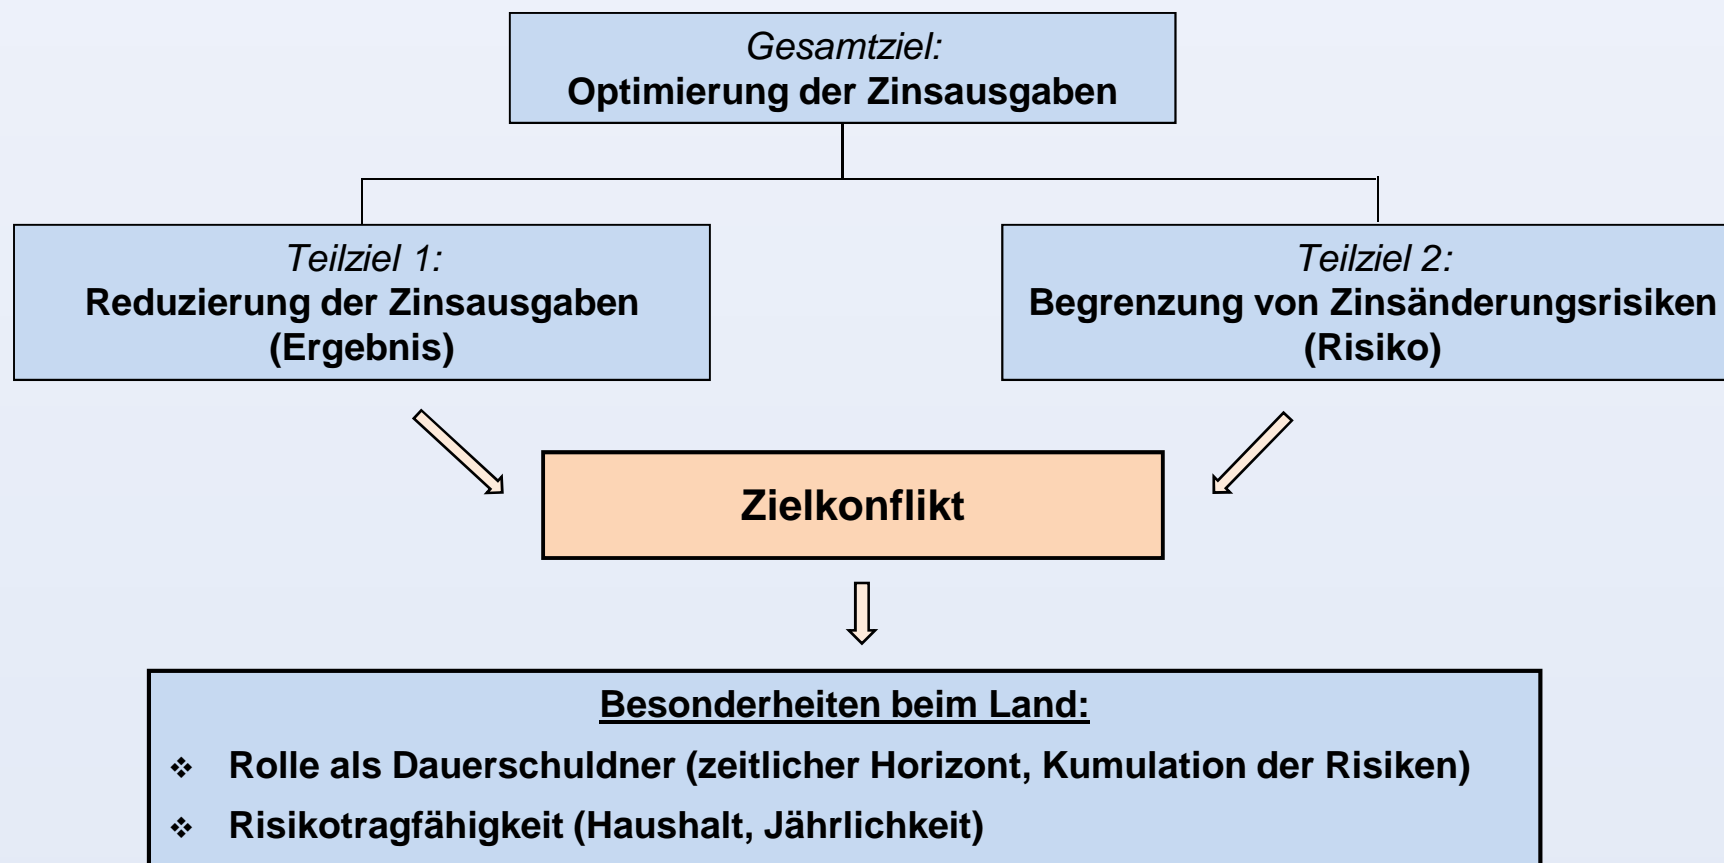 Gesamtziel:
Optimierung der Zinsausgaben
Teilziel 1:
Reduzierung der Zinsausgaben
(Ergebnis)
Teilziel 2:
Begrenzung von Zinsänderungsrisiken
(Risiko)
Zielkonflikt
Besonderheiten beim Land:
❖ Rolle als Dauerschuldner (zeitlicher Horizont, Kumulation der Risiken)
❖ Risikotragfähigkeit (Haushalt, Jährlichkeit)